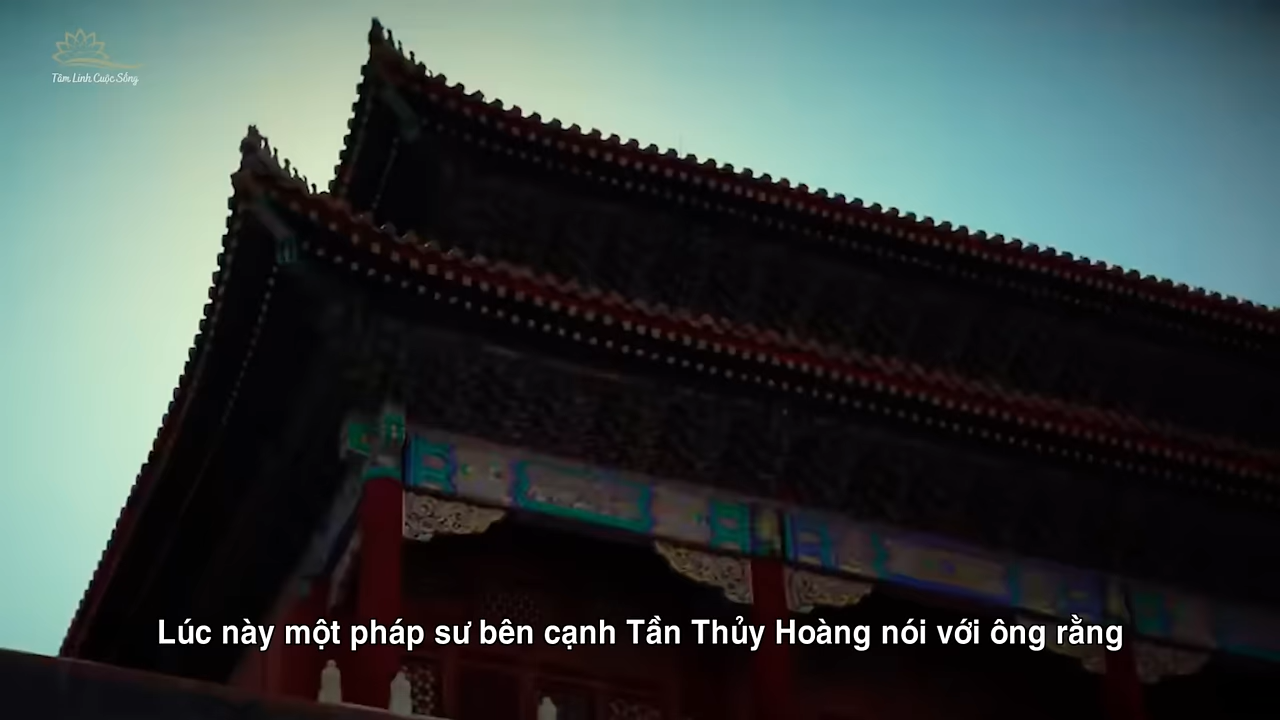 Tâm Linh Cuộc Sống
Lúc này một pháp sư bên cạnh Tần Thủy Hoàng nói với ông rằng